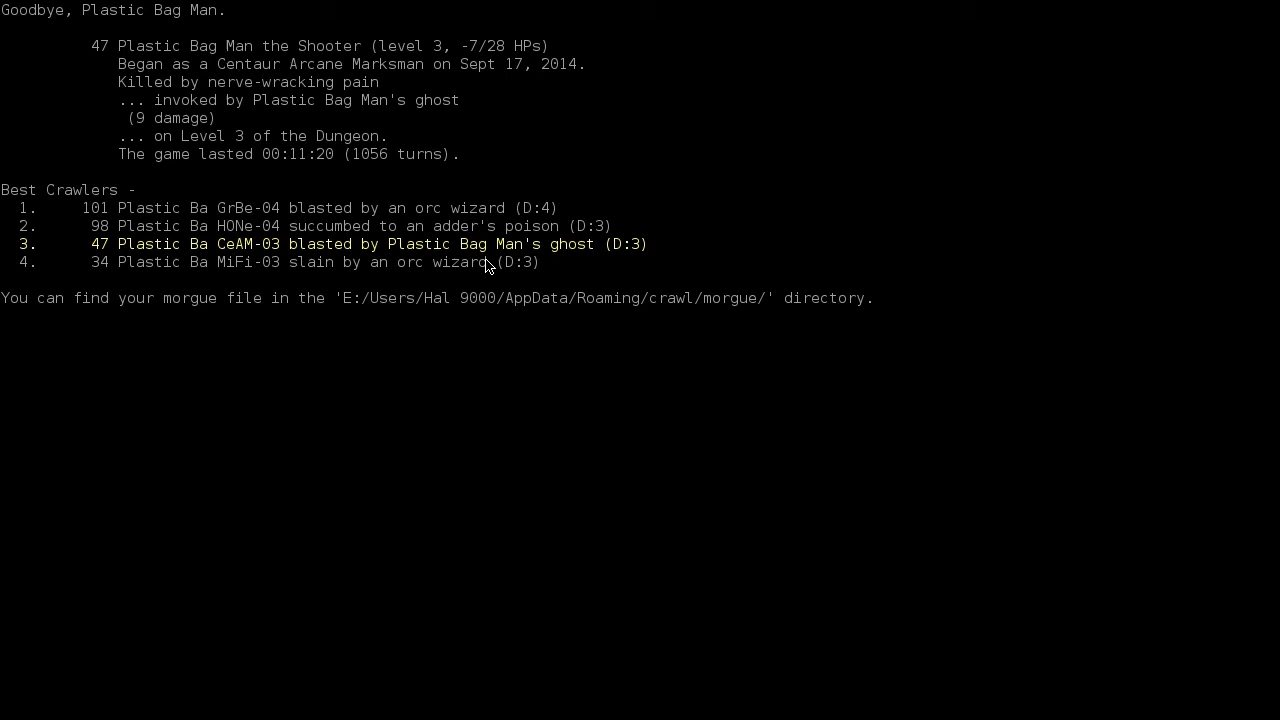 Goodbye, Plastic Bag Man.
47 Plastic Bag Man the Shooter (level 3, -7/28 HPs)
Began as a Centaur Arcane Marksman on Sept 17, 2014.
Killed by nerve-wracking pain
... invoked by Plastic Bag Man's ghost
(9 damage)
... on Level 3 of the Dungeon.
The game lasted 00:11:20 (1056 turns).
Best Crawlers -
1. 101 Plastic Ba GrBe-04 blasted by an orc wizard (D:4)
2. 98 Plastic Ba HONe-04 succumbed to an adder's poison (D:3)
3. 47 Plastic Ba CeAM-03 blasted by Plastic Bag Man's ghost (D:3)
4. 34 Plastic Ba MiFi-03 slain by an orc wizard (D:3)
You can find your morgue file in the 'E:/Users/Hal 9000/AppData/Roaming/crawl/morgue/' directory.